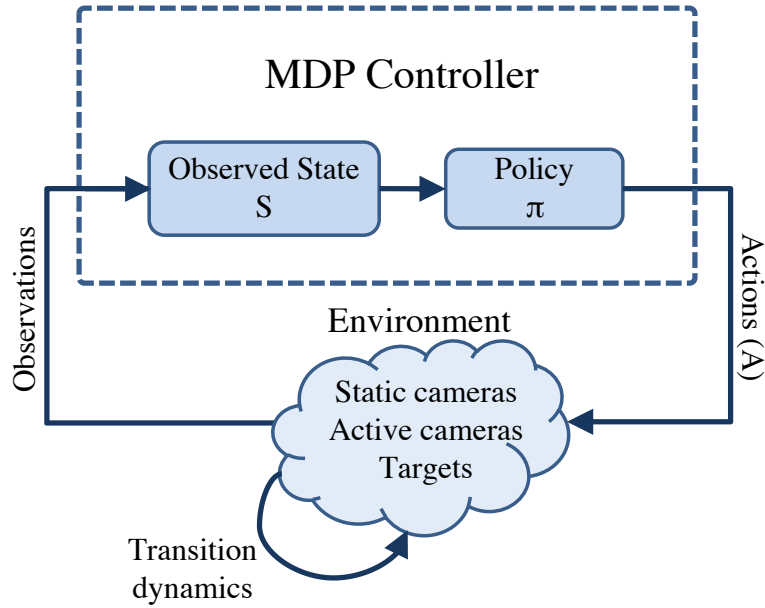 MDP Controller
Observed State
S
Policy
π
Observations
Actions (A)
Environment
Static cameras
Active cameras
Targets
Transition
dynamics